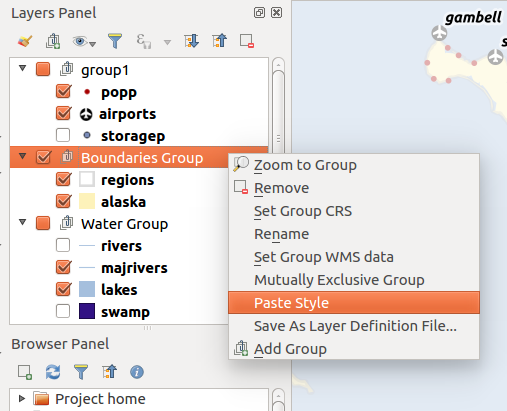 Layers Panel
group1
popp
airports
storagep
Boundaries Group
regions
alaska
Water Group
rivers
majrivers
lakes
swamp
Browser Panel
Project home
gambell
s
Zoom to Group
Remove
Set Group CRS
Rename
Set Group WMS data
Mutually Exclusive Group
Paste Style
Save As Layer Definition File...
Add Group